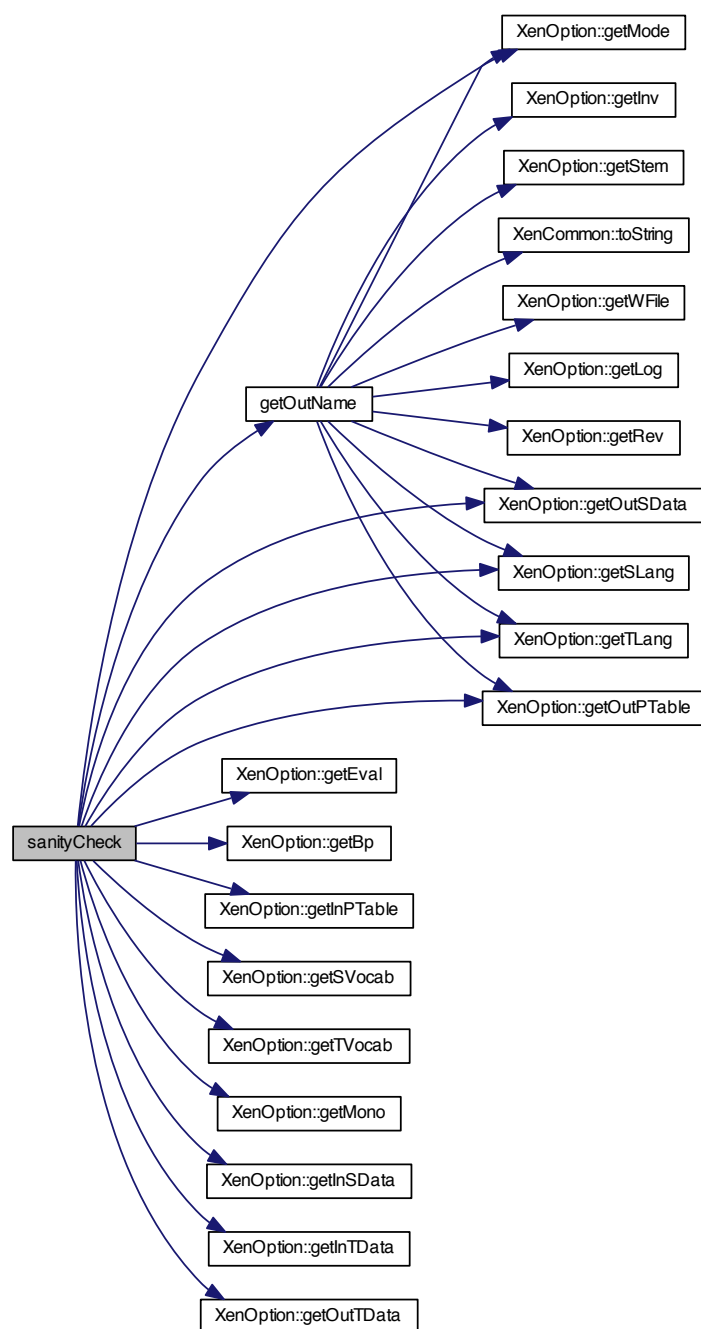 XenOption::getMode
XenOption::getInv
XenOption::getStem
XenCommon::toString
XenOption::getWFile
XenOption::getLog
getOutName
XenOption::getRev
XenOption::getOutSData
XenOption::getSLang
XenOption::getTLang
XenOption::getOutPTable
XenOption::getEval
sanityCheck
XenOption::getBp
XenOption::getInPTable
XenOption::getSVocab
XenOption::getTVocab
XenOption::getMono
XenOption::getInSData
XenOption::getInTData
XenOption::getOutTData